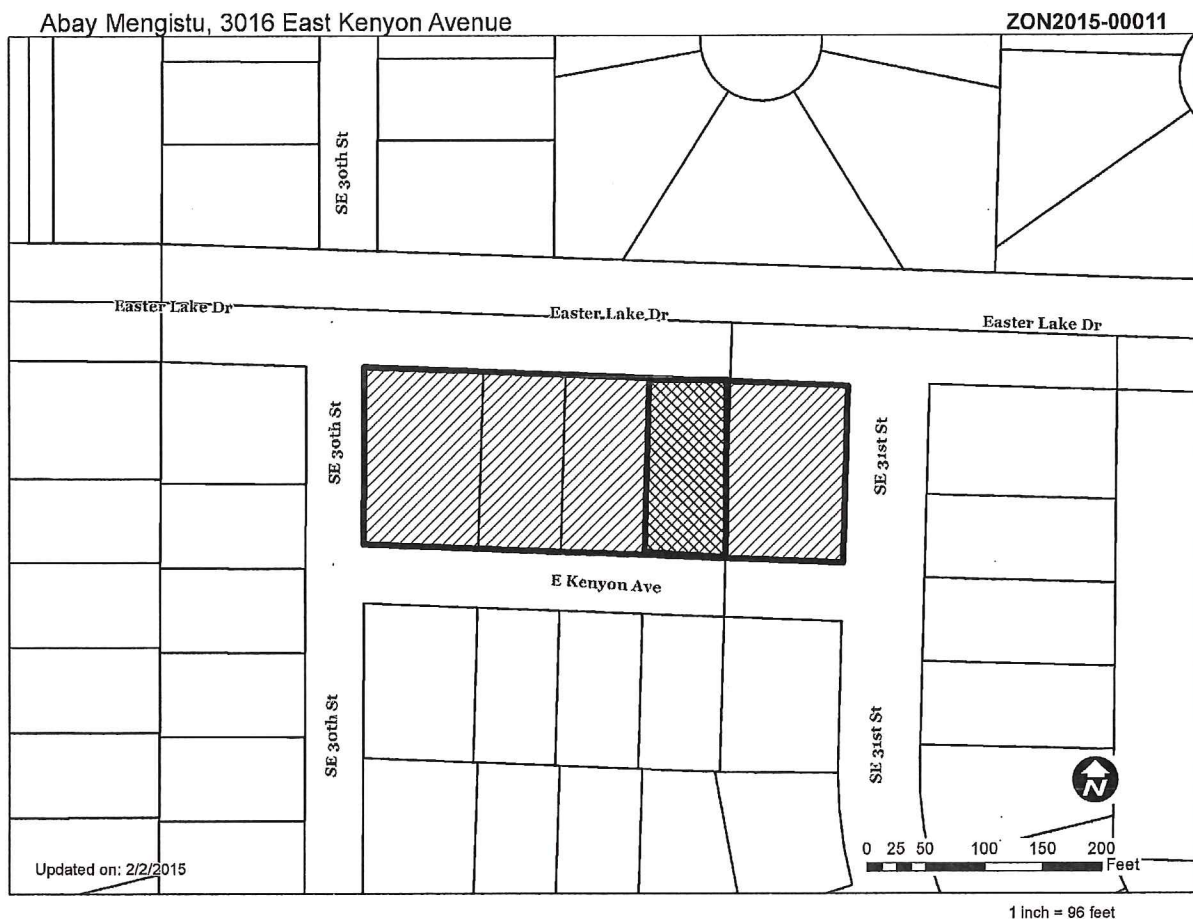 Abay Mengistu, 3016 East Kenyon Avenue
ZON2015-00011
SE 30th St
Easter Lake Dr
Easter Lake Dr
Easter Lake Dr
SE 30th St
SE 31st St
E Kenyon Ave
SE 30th St
SE 31st St
N
Updated on: 2/2/2015
0 25 50 100 150 200
Feet
1 inch = 96 feet